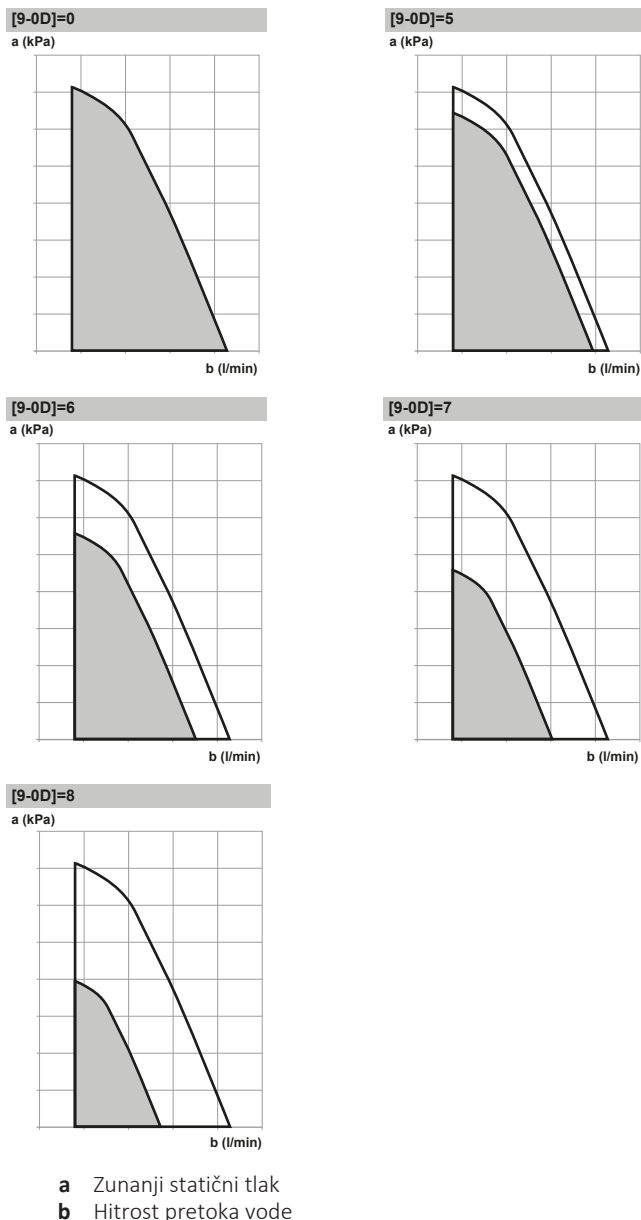 [9-0D]=0
a (kPa)
b (l/min)
[9-0D]=5
a (kPa)
b (l/min)
[9-0D]=6
a (kPa)
b (l/min)
[9-0D]=7
a (kPa)
b (l/min)
[9-0D]=8
a (kPa)
b (l/min)
a Zunanji statični tlak
b Hitrost pretoka vode